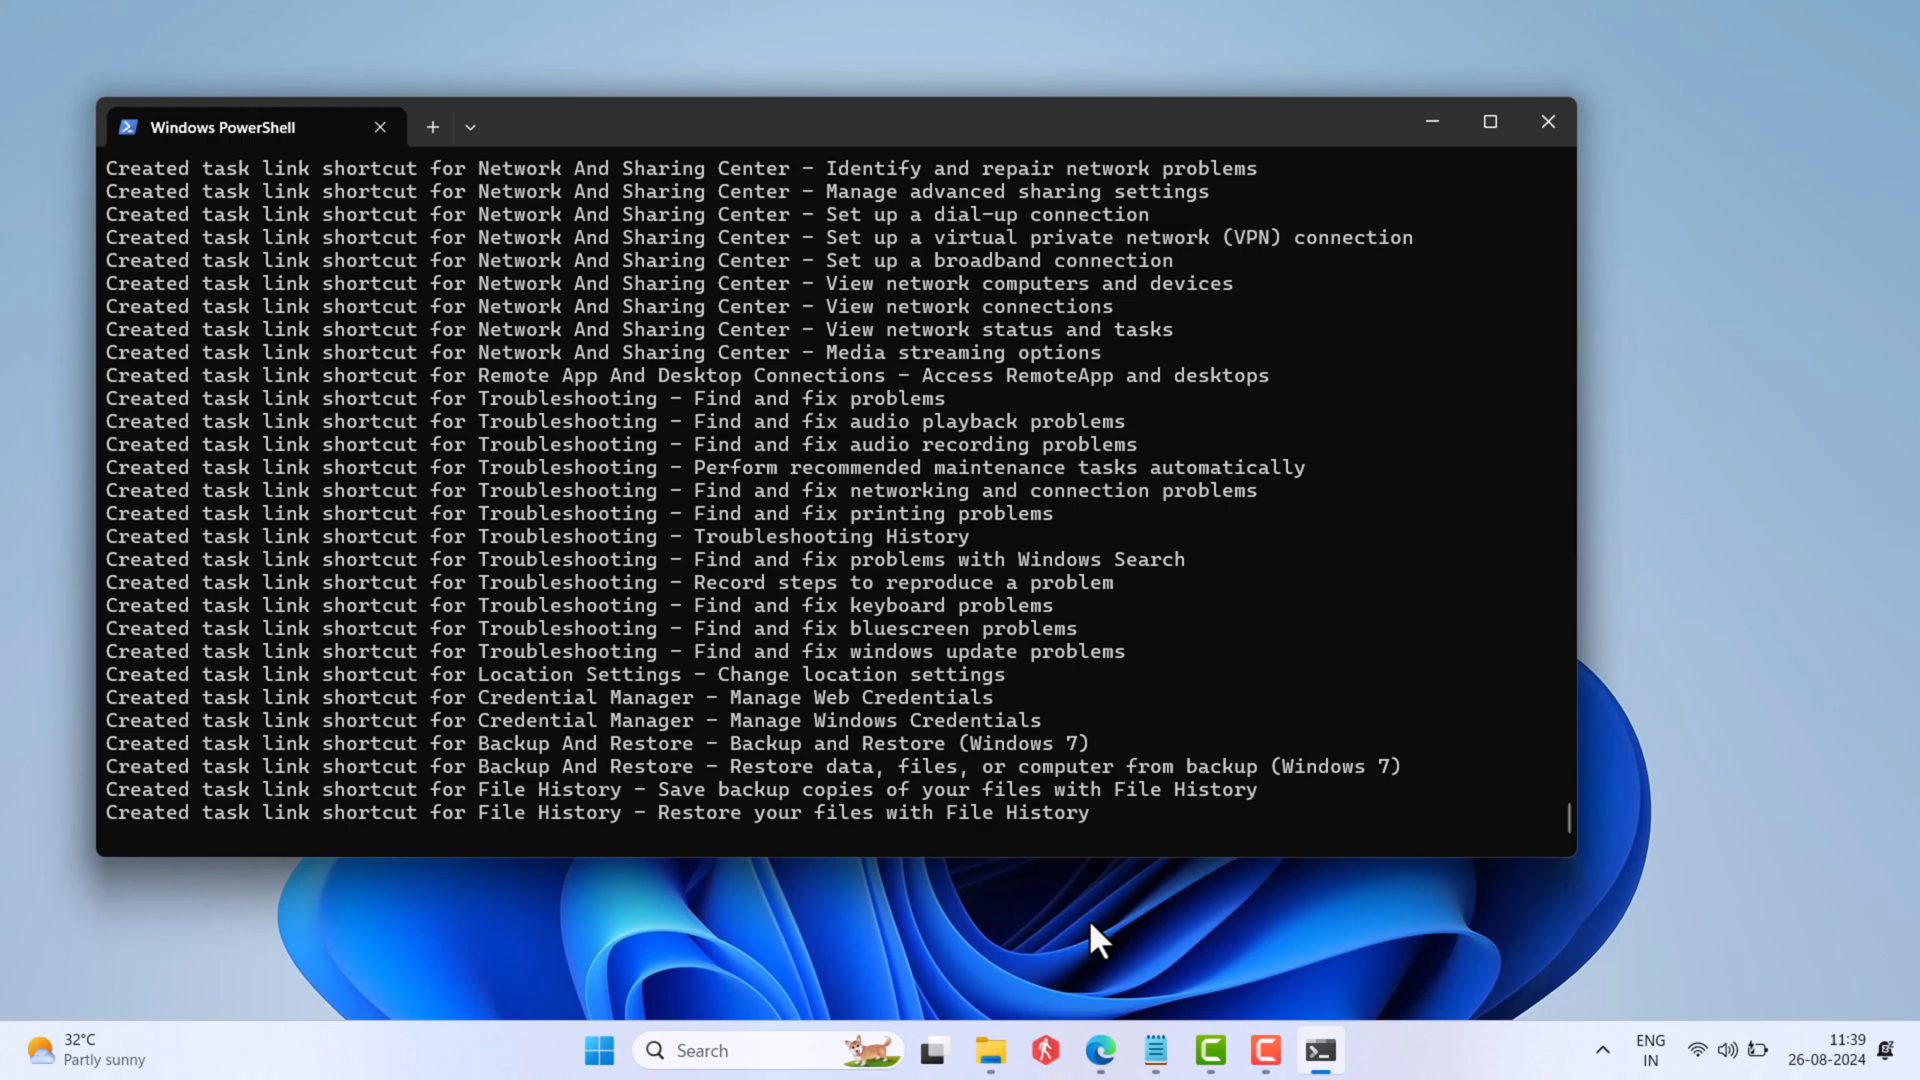 Windows PowerShell
Created task link shortcut for Network And Sharing Center - Identify and repair network problems
Created task link shortcut for Network And Sharing Center - Manage advanced sharing settings
Created task link shortcut for Network And Sharing Center - Set up a dial-up connection
Created task link shortcut for Network And Sharing Center - Set up a virtual private network (VPN) connection
Created task link shortcut for Network And Sharing Center - Set up a broadband connection
Created task link shortcut for Network And Sharing Center - View network computers and devices
Created task link shortcut for Network And Sharing Center - View network connections
Created task link shortcut for Network And Sharing Center - View network status and tasks
Created task link shortcut for Network And Sharing Center - Media streaming options
Created task link shortcut for Remote App And Desktop Connections - Access RemoteApp and desktops
Created task link shortcut for Troubleshooting - Find and fix problems
Created task link shortcut for Troubleshooting - Find and fix audio playback problems
Created task link shortcut for Troubleshooting - Find and fix audio recording problems
Created task link shortcut for Troubleshooting - Perform recommended maintenance tasks automatically
Created task link shortcut for Troubleshooting - Find and fix networking and connection problems
Created task link shortcut for Troubleshooting - Find and fix printing problems
Created task link shortcut for Troubleshooting - Troubleshooting History
Created task link shortcut for Troubleshooting - Find and fix problems with Windows Search
Created task link shortcut for Troubleshooting - Record steps to reproduce a problem
Created task link shortcut for Troubleshooting - Find and fix keyboard problems
Created task link shortcut for Troubleshooting - Find and fix bluescreen problems
Created task link shortcut for Troubleshooting - Find and fix windows update problems
Created task link shortcut for Location Settings - Change location settings
Created task link shortcut for Credential Manager - Manage Web Credentials
Created task link shortcut for Credential Manager - Manage Windows Credentials
Created task link shortcut for Backup And Restore - Backup and Restore (Windows 7)
Created task link shortcut for Backup And Restore - Restore data, files, or computer from backup (Windows 7)
Created task link shortcut for File History - Save backup copies of your files with File History
Created task link shortcut for File History - Restore your files with File History
32°C
Partly sunny
Search
ENG
IN
11:39
26-08-2024